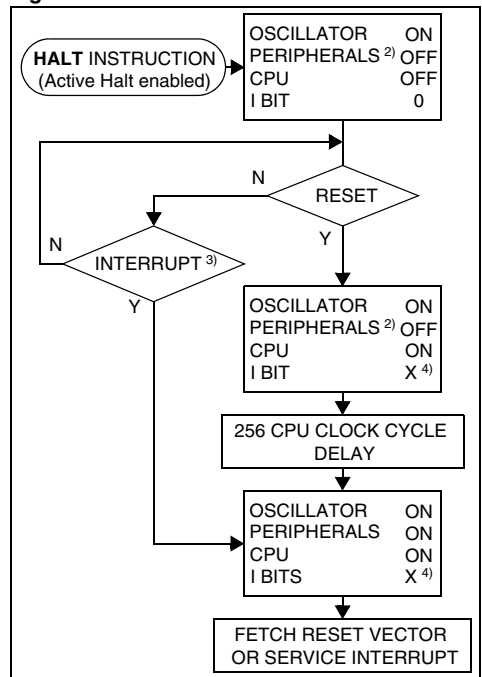 HALT INSTRUCTION
(Active Halt enabled)
OSCILLATOR ON
PERIPHERALS 2) OFF
CPU OFF
I BIT 0
N RESET
Y
N INTERRUPT 3)
Y
OSCILLATOR ON
PERIPHERALS 2) OFF
CPU ON
I BIT X 4)
256 CPU CLOCK CYCLE
DELAY
OSCILLATOR ON
PERIPHERALS ON
CPU ON
I BITS X 4)
FETCH RESET VECTOR
OR SERVICE INTERRUPT